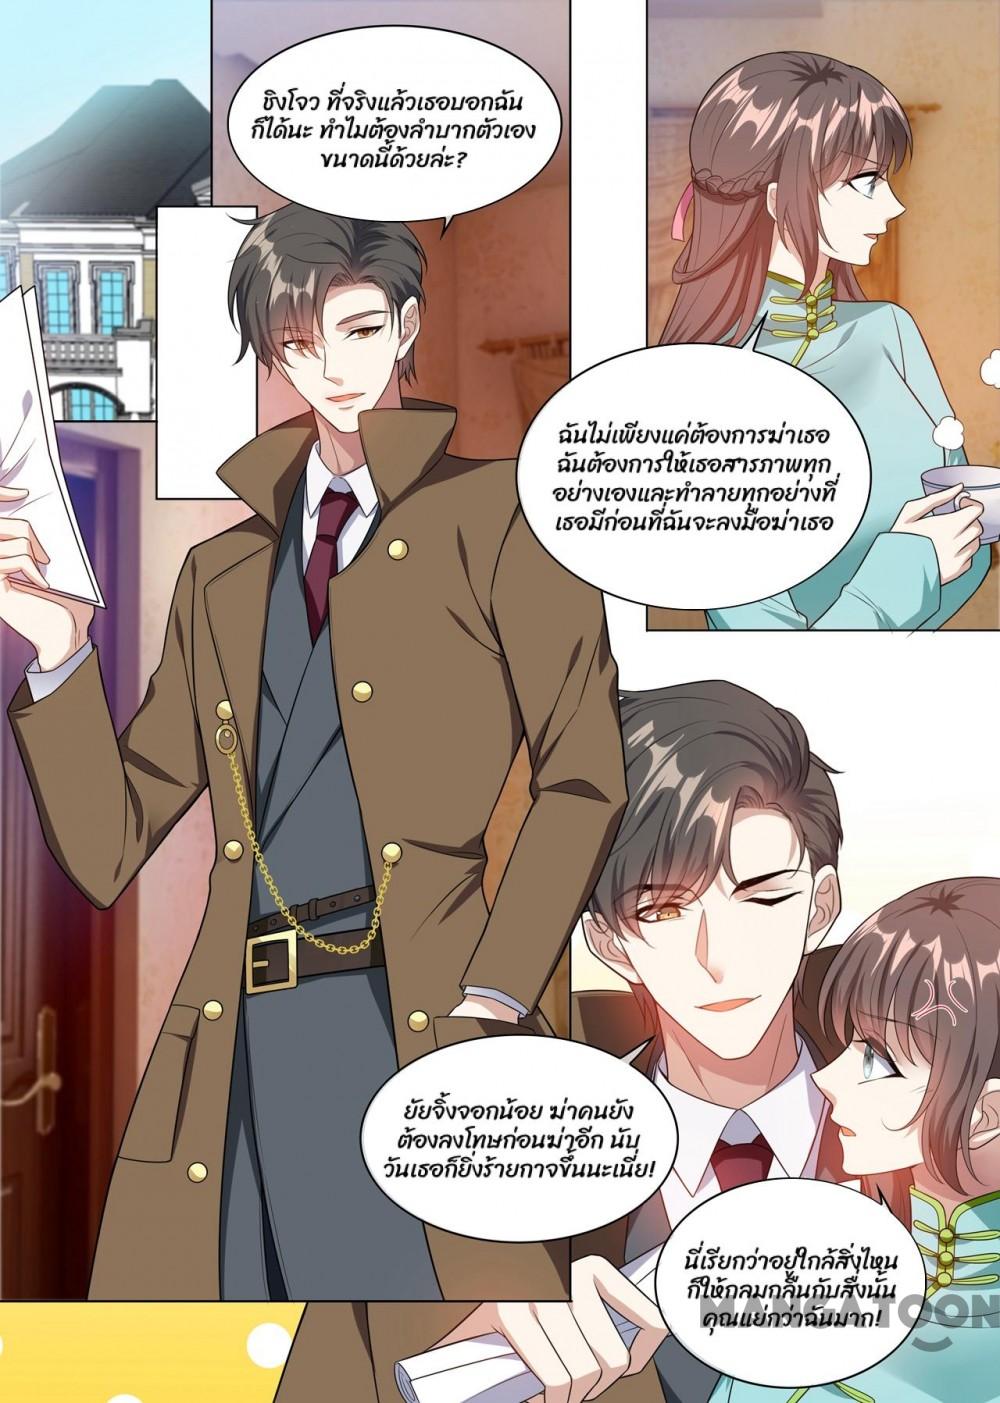 ชิงโจว ที่จริงแล้วเธอบอกฉัน
ก็ได้นะ ทำไมต้องลำบากตัวเอง
ขนาดนี้ด้วยล่ะ?
ฉันไม่เพียงแค่ต้องการฆ่าเธอ
ฉันต้องการให้เธอสารภาพทุก
อย่างเองและทำลายทุกอย่างที่
เธอมีก่อนที่ฉันจะลงมือฆ่าเธอ
ยัยจิ้งจอกน้อย ฆ่าคนยัง
ต้องลงโทษก่อนฆ่าอีก นับ
วันเธอก็ยิ่งร้ายกาจขึ้นนะเนี่ย!
นี่เรียกว่าอยู่ใกล้สิ่งไหน
ก็ให้กลมกลืนกับสิ่งนั้น
คุณแย่กว่าฉันมาก!
MANGATOON